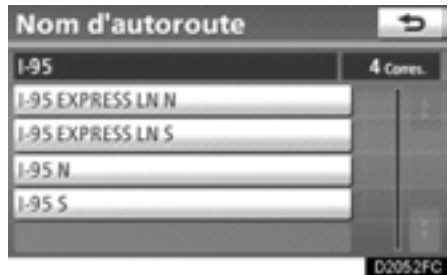 Nom d'autoroute
I-95
4 Corres.
I-95 EXPRESS LN N
I-95 EXPRESS LN S
I-95 N
I-95 S
D2052FC